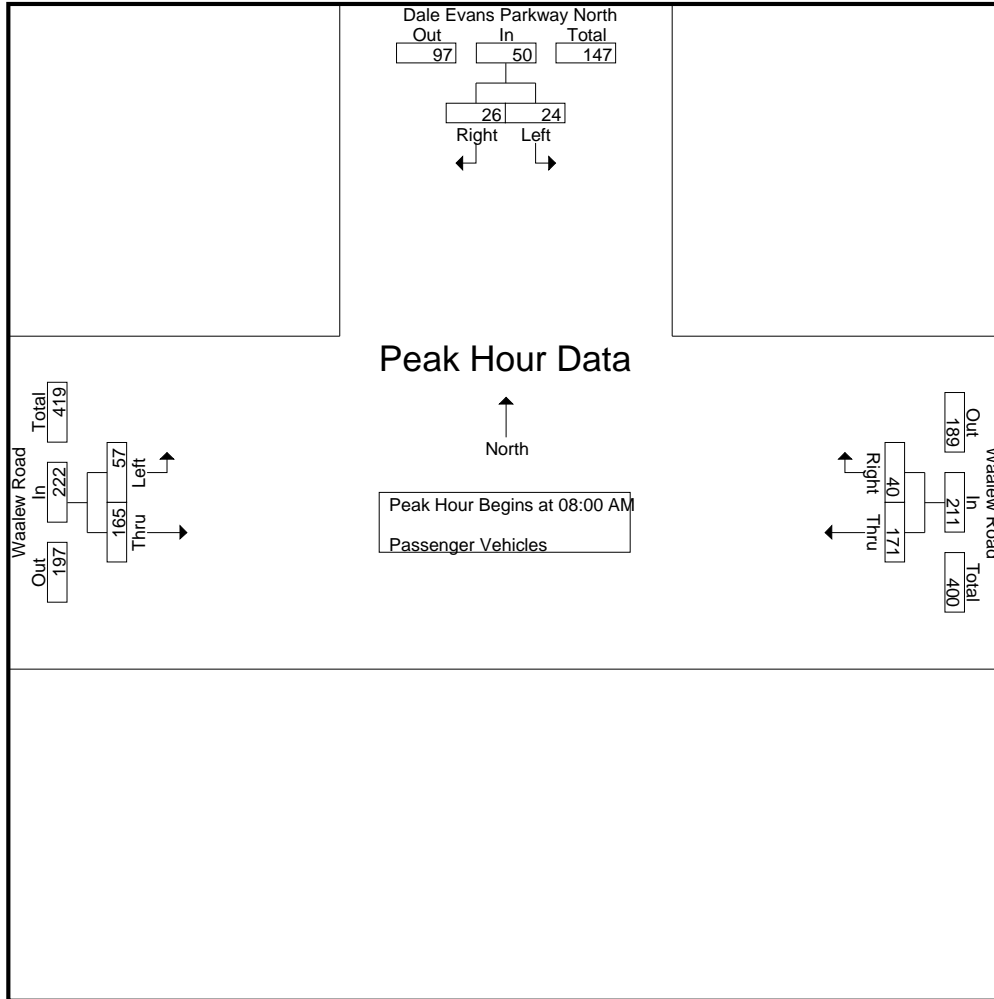 Dale Evans Parkway North
Out In Total
97 50 147
26 24
Right Left
Peak Hour Data
North
Peak Hour Begins at 08:00 AM
Passenger Vehicles
Waalew Road
Total In Out
419 222 197
57 165
Left Thru
Waalew Road
Out In Total
189 211 400
40 171
Right Thru